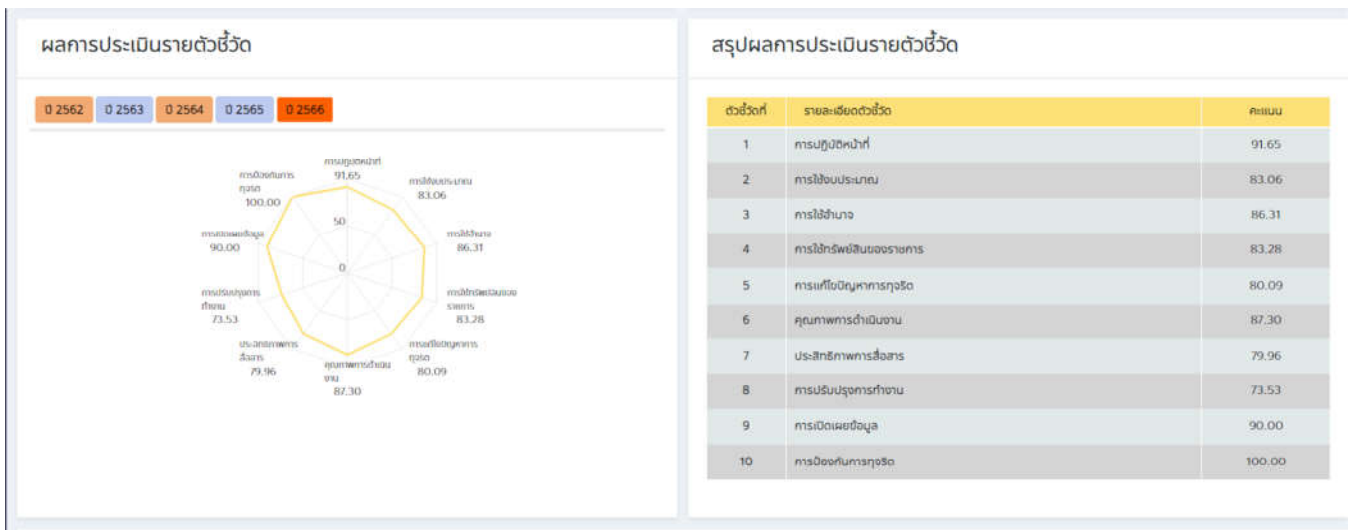 ผลการประเมินรายตัวชี้วัด
ปี 2562 ปี 2563 ปี 2564 ปี 2565 ปี 2566
การปฏิบัติหน้าที่
91.65
การใช้งบประมาณ
83.06
การใช้อำนาจ
86.31
การใช้ทรัพย์สินของ
ราชการ
83.28
การแก้ไขปัญหาการ
ทุจริต
80.09
คุณภาพการดำเนิน
งาน
87.30
ประสิทธิภาพการ
สื่อสาร
79.96
การปรับปรุงการ
ทำงาน
73.53
การเปิดเผยข้อมูล
90.00
การป้องกันการ
ทุจริต
100.00
50
0
สรุปผลการประเมินรายตัวชี้วัด
ตัวชี้วัดที่ รายละเอียดตัวชี้วัด คะแนน
1 การปฏิบัติหน้าที่ 91.65
2 การใช้งบประมาณ 83.06
3 การใช้อำนาจ 86.31
4 การใช้ทรัพย์สินของราชการ 83.28
5 การแก้ไขปัญหาการทุจริต 80.09
6 คุณภาพการดำเนินงาน 87.30
7 ประสิทธิภาพการสื่อสาร 79.96
8 การปรับปรุงการทำงาน 73.53
9 การเปิดเผยข้อมูล 90.00
10 การป้องกันการทุจริต 100.00